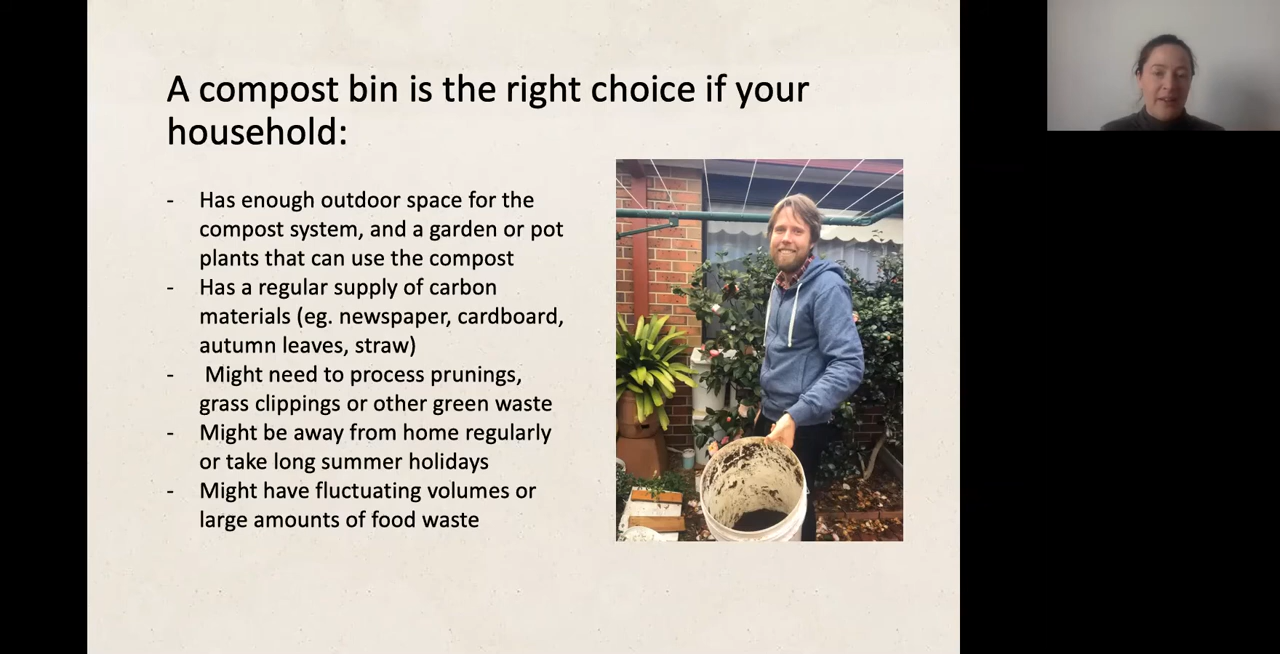 A compost bin is the right choice if your
household:
- Has enough outdoor space for the
compost system, and a garden or pot
plants that can use the compost
- Has a regular supply of carbon
materials (eg. newspaper, cardboard,
autumn leaves, straw)
- Might need to process prunings,
grass clippings or other green waste
- Might be away from home regularly
or take long summer holidays
- Might have fluctuating volumes or
large amounts of food waste